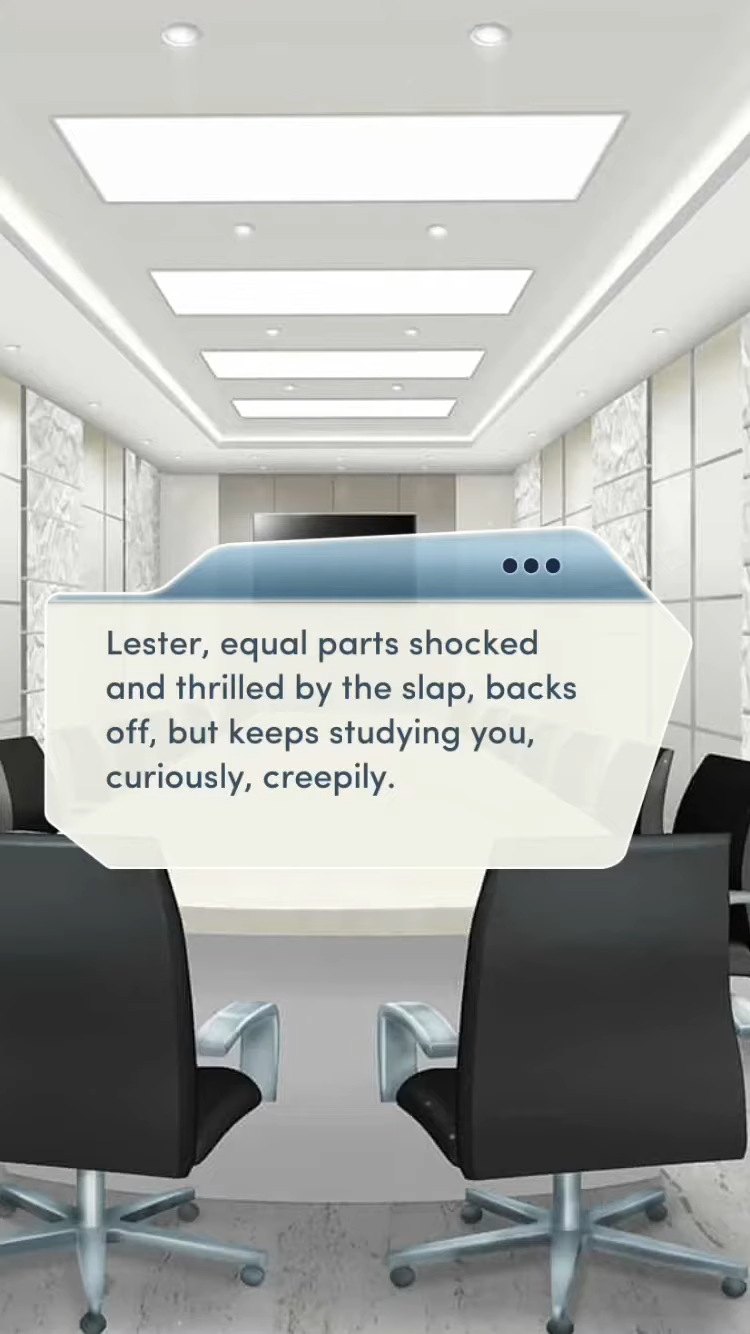 Lester, equal parts shocked
and thrilled by the slap, backs
off, but keeps studying you,
curiously, creepily.